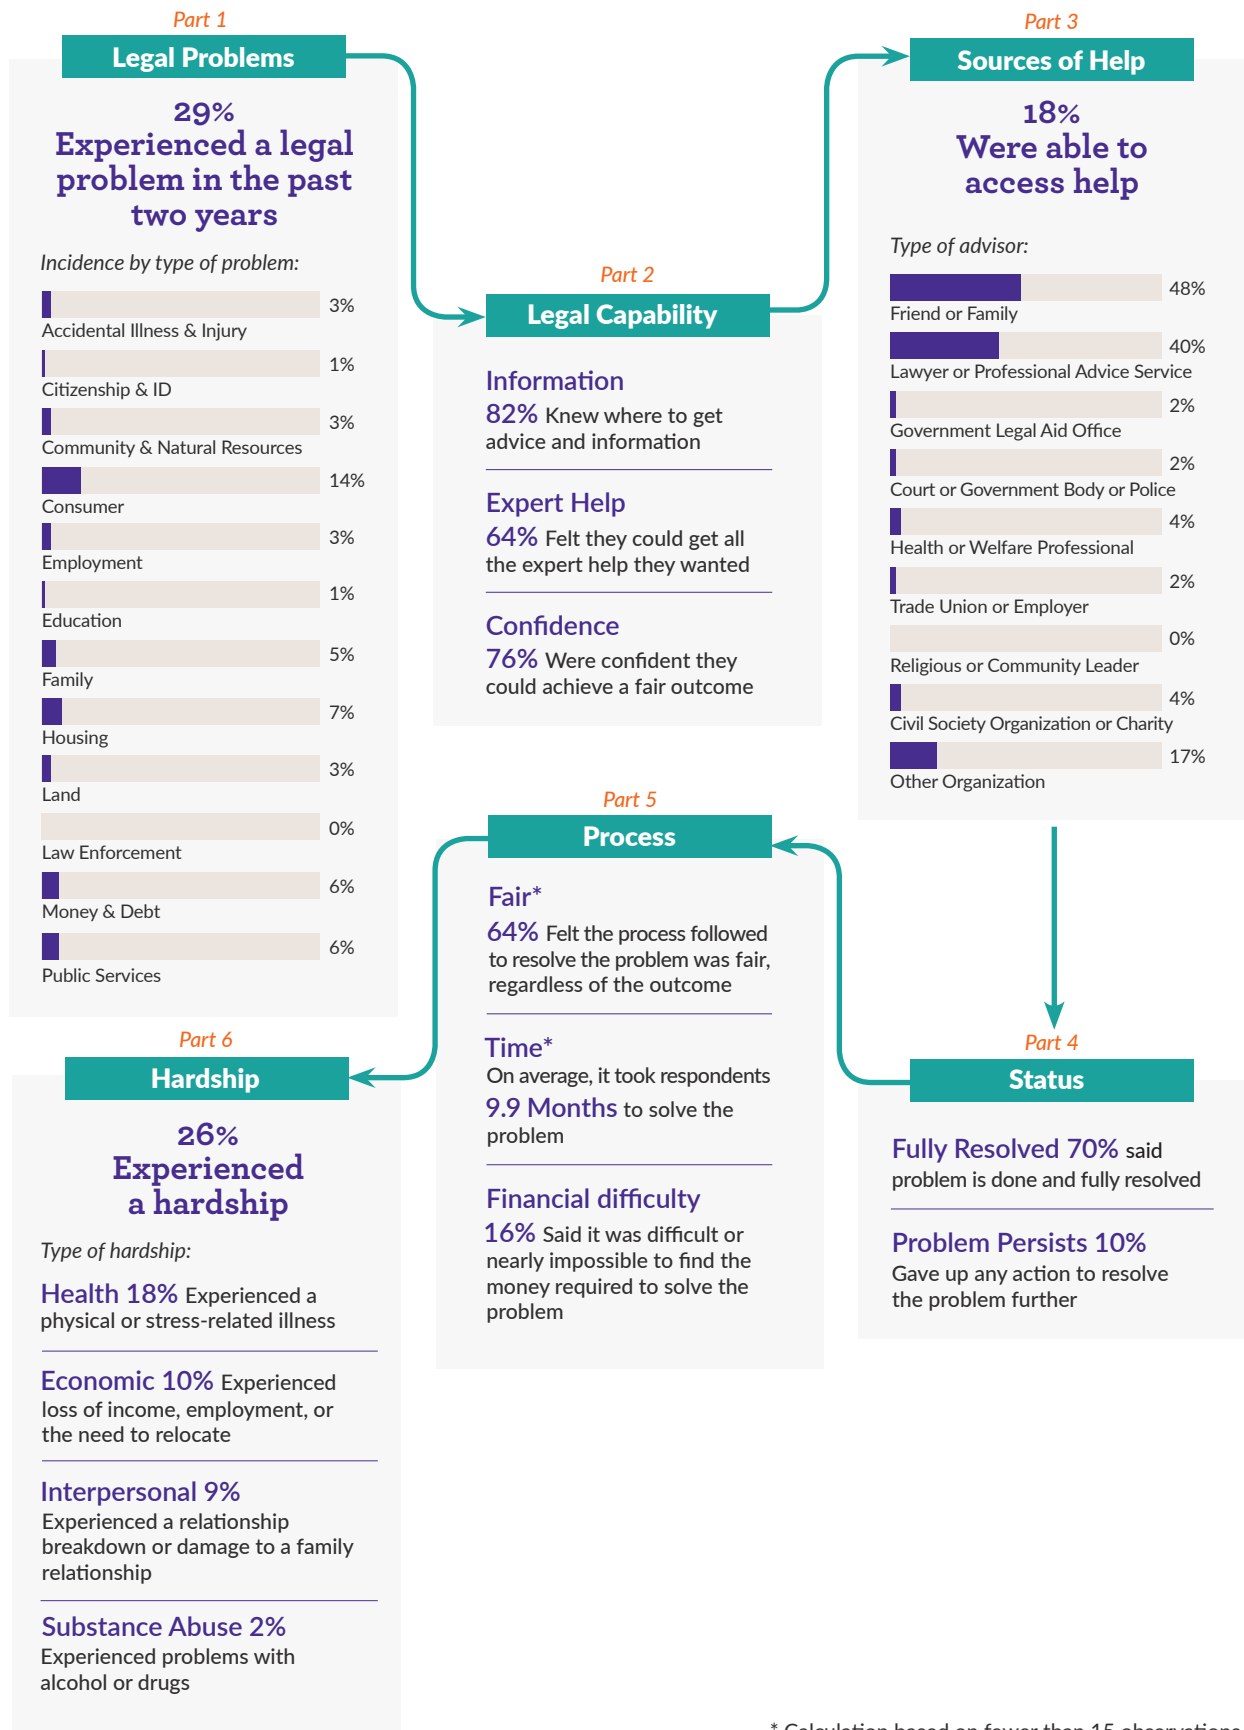 Part 1
Legal Problems
29%
Experienced a legal
problem in the past
two years
Incidence by type of problem:
3%
Accidental Illness & Injury
1%
Citizenship & ID
3%
Community & Natural Resources
14%
Consumer
3%
Employment
1%
Education
5%
Family
7%
Housing
3%
Land
0%
Law Enforcement
6%
Money & Debt
6%
Public Services
Part 2
Legal Capability
Information
82% Knew where to get
advice and information
Expert Help
64% Felt they could get all
the expert help they wanted
Confidence
76% Were confident they
could achieve a fair outcome
Part 3
Sources of Help
18%
Were able to
access help
Type of advisor:
48%
Friend or Family
40%
Lawyer or Professional Advice Service
2%
Government Legal Aid Office
2%
Court or Government Body or Police
4%
Health or Welfare Professional
2%
Trade Union or Employer
0%
Religious or Community Leader
4%
Civil Society Organization or Charity
17%
Other Organization
Part 4
Status
Fully Resolved 70% said
problem is done and fully resolved
Problem Persists 10%
Gave up any action to resolve
the problem further
Part 5
Process
Fair*
64% Felt the process followed
to resolve the problem was fair,
regardless of the outcome
Time*
On average, it took respondents
9.9 Months to solve the
problem
Financial difficulty
16% Said it was difficult or
nearly impossible to find the
money required to solve the
problem
Part 6
Hardship
26%
Experienced
a hardship
Type of hardship:
Health 18% Experienced a
physical or stress-related illness
Economic 10% Experienced
loss of income, employment, or
the need to relocate
Interpersonal 9%
Experienced a relationship
breakdown or damage to a family
relationship
Substance Abuse 2%
Experienced problems with
alcohol or drugs
* Calculation based on fewer than 15 observations